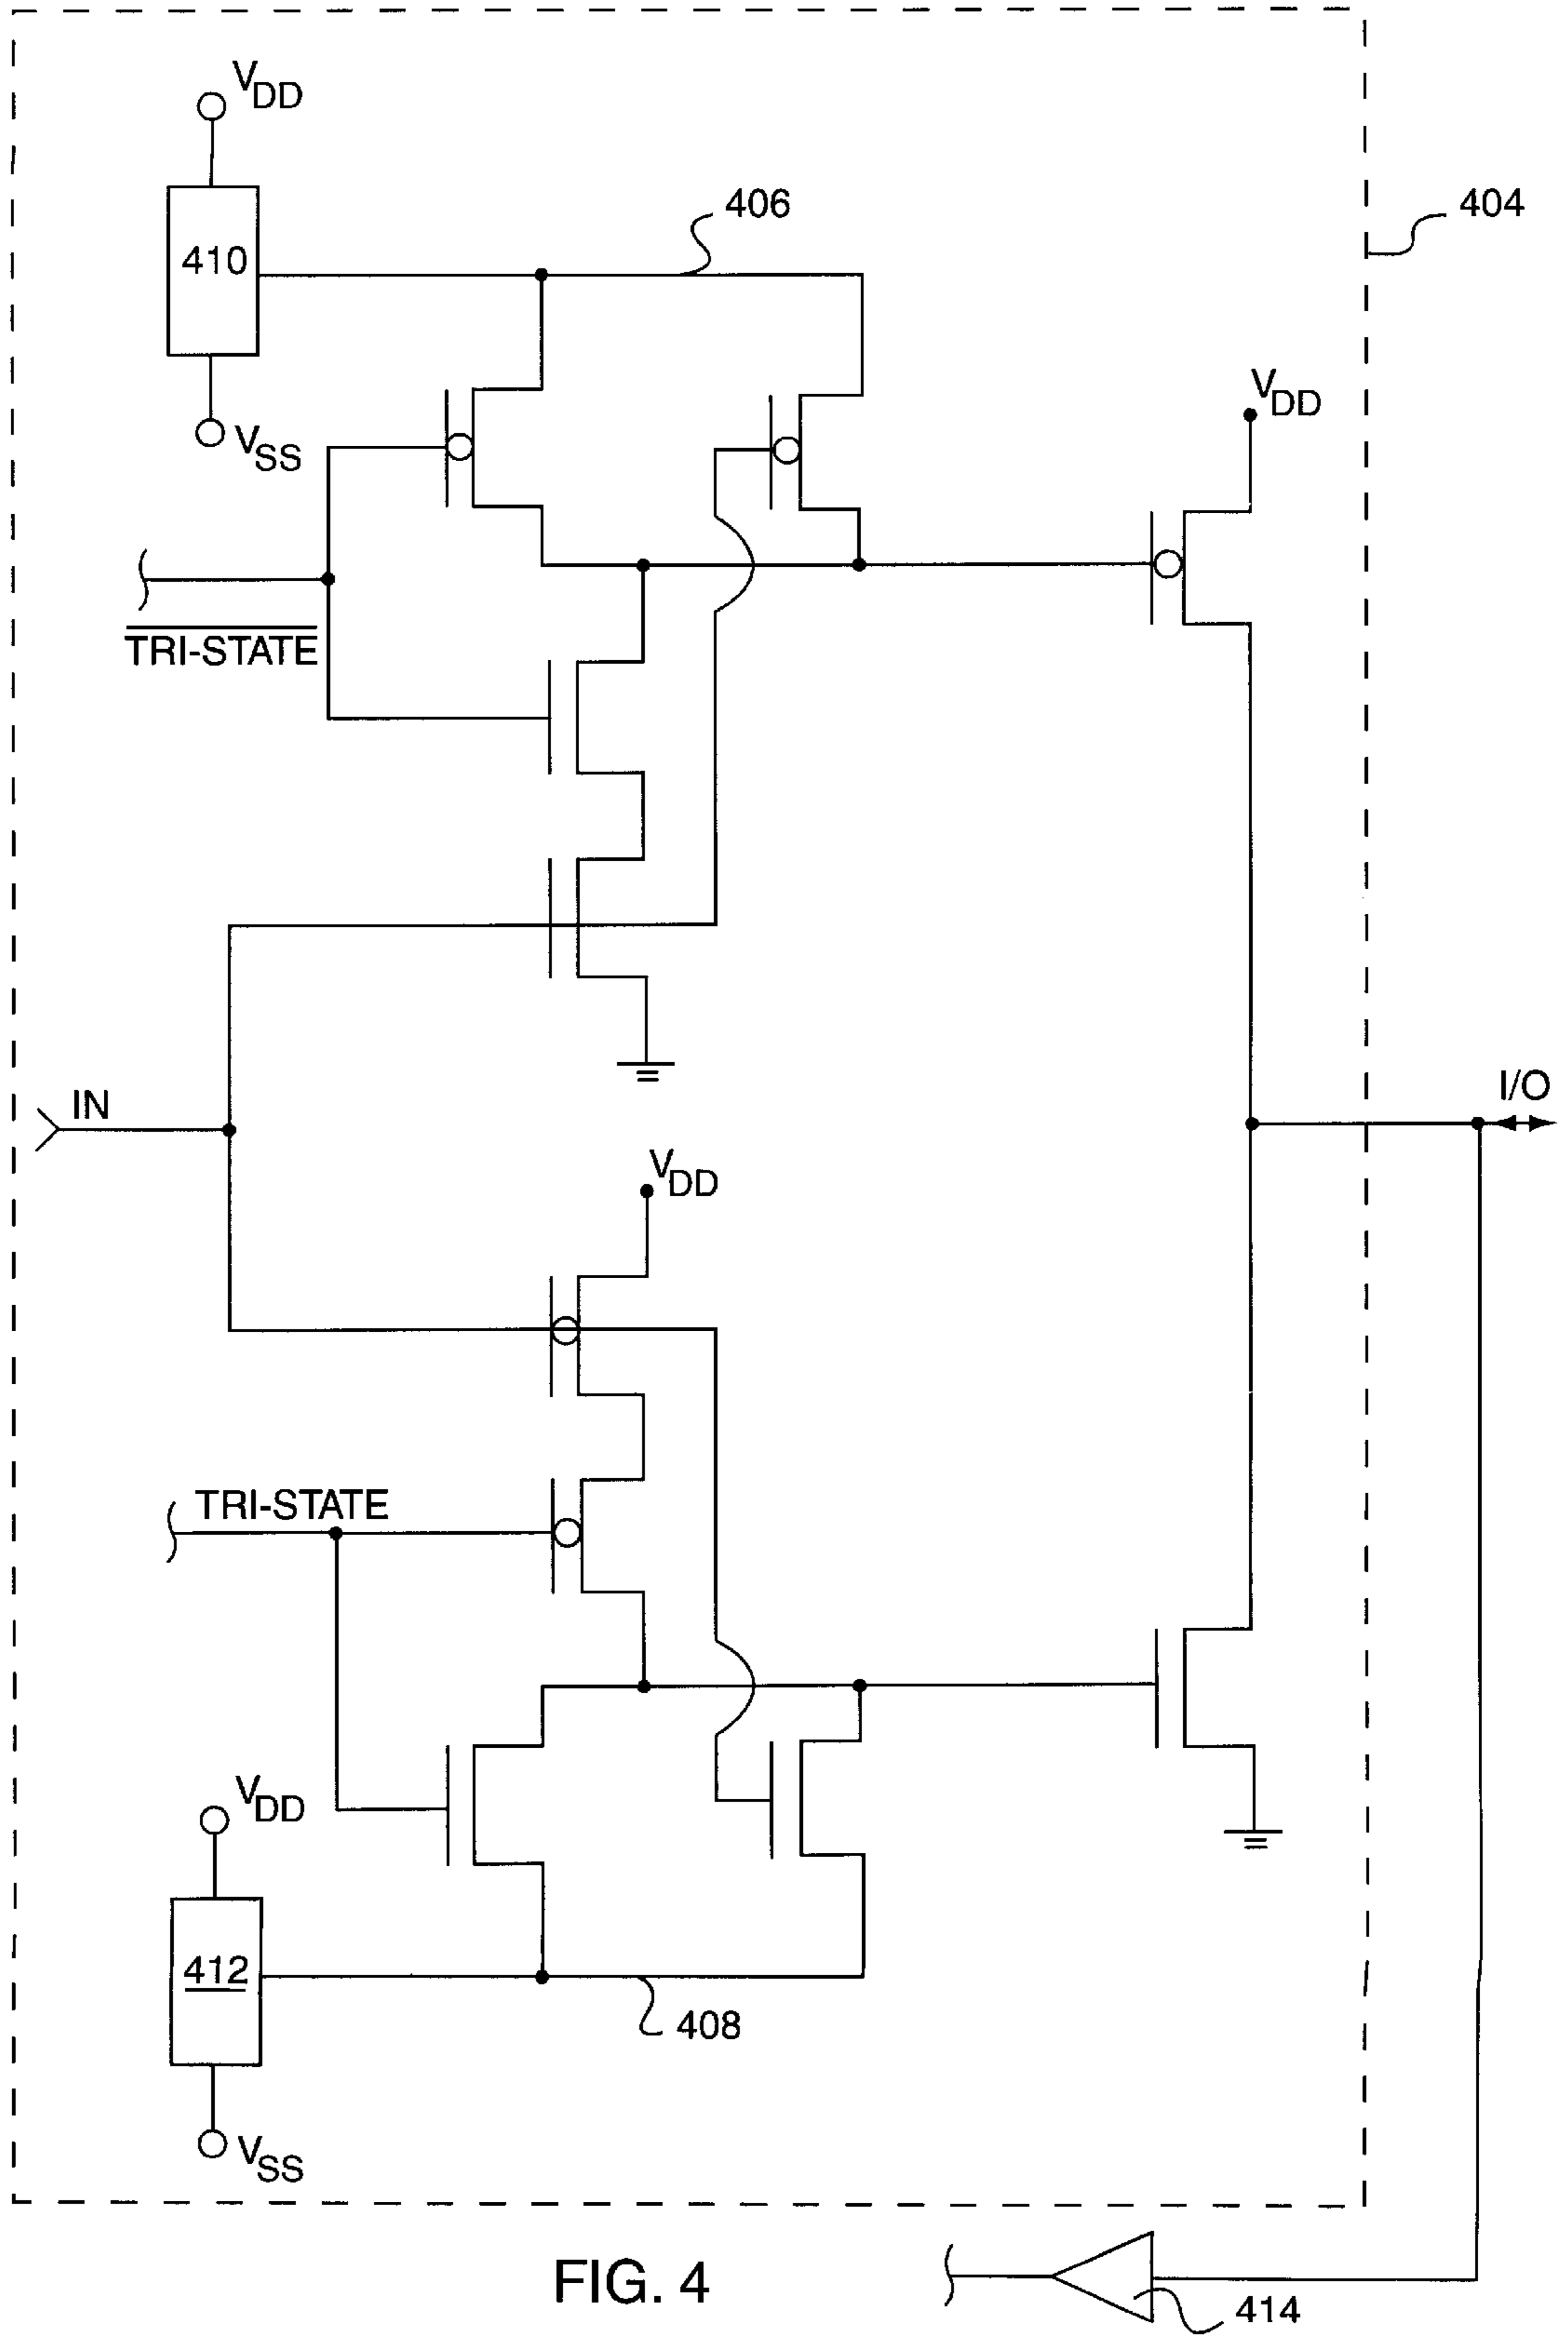 VDD
410
VSS
406
404
VDD
TRI-STATE
IN
I/O
VDD
TRI-STATE
VDD
412
408
VSS
FIG. 4
414